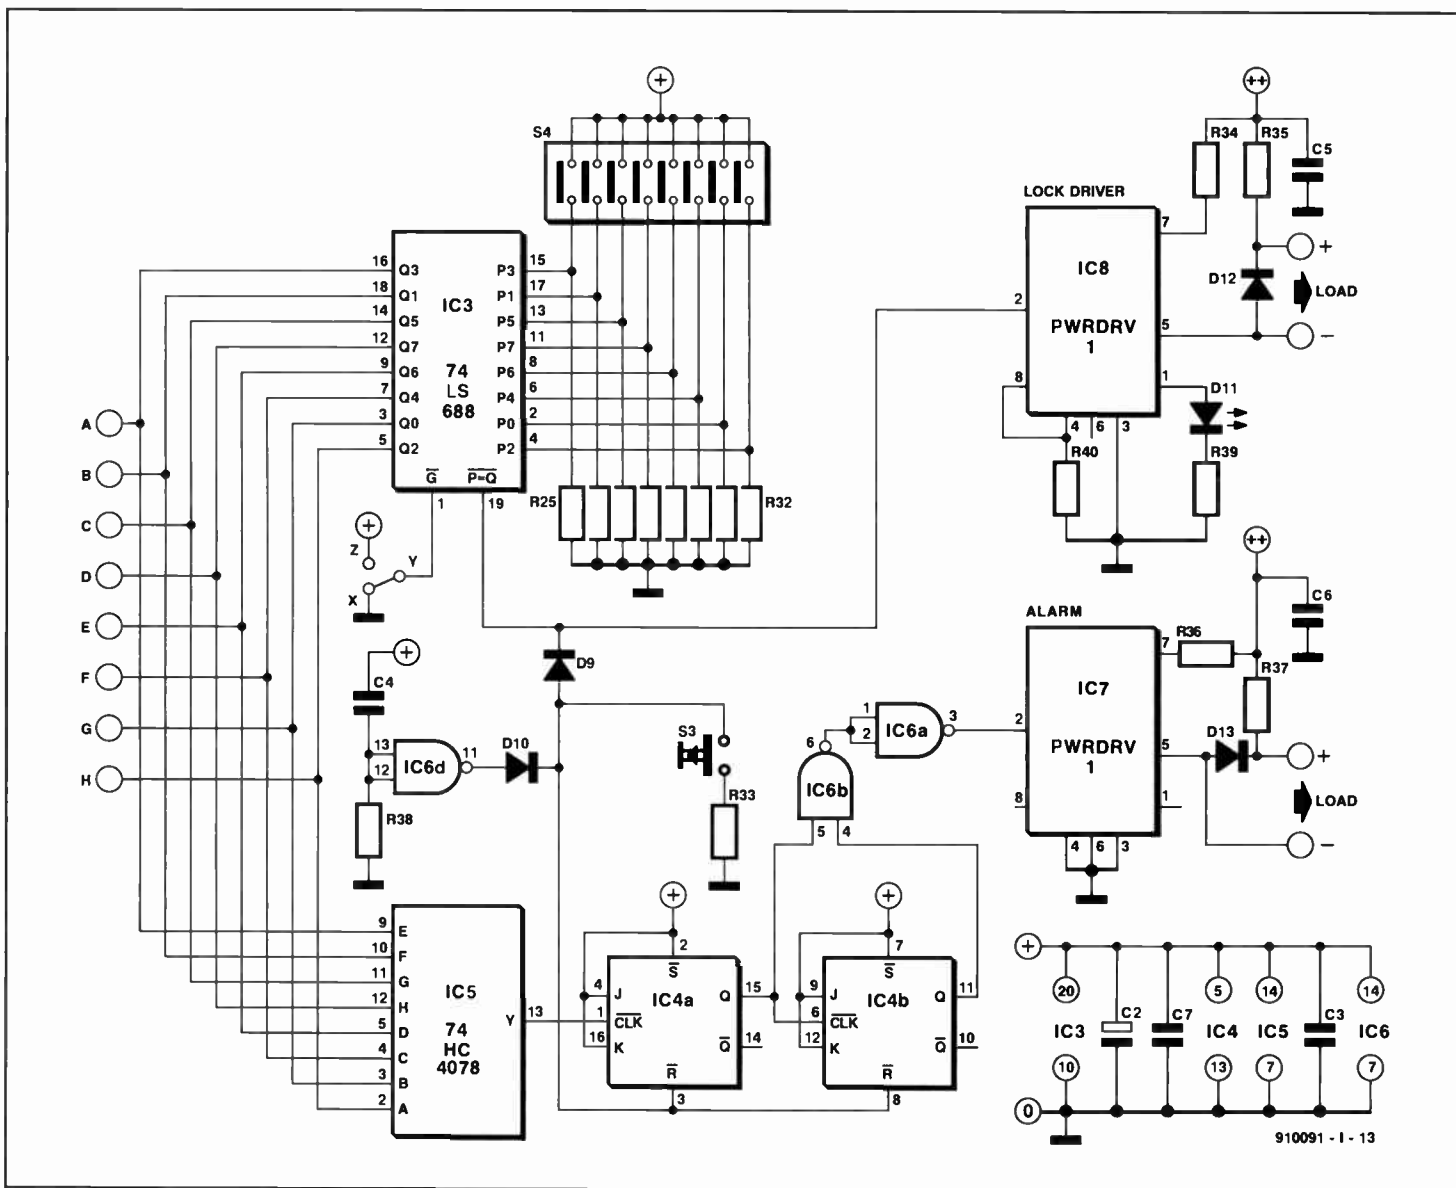 +
++
S4
R34 R35
C5
LOCK DRIVER
7
16 Q3
P3 15
IC8
+
18 Q1
IC3
P1 17
D12
LOAD
14 Q5
P5 13
2
12 Q7
P7 11
PWRDRV
1
5
−
9 Q6
74
P6 8
7 Q4
LS
P4 6
8
1
D11
3 Q0
688
P0 2
A
5 Q2
P2 4
4 6 3
R40
R39
B
G P=Q
1 19
R25
R32
C
+
Z
Y
++
D
X
C6
ALARM
E
R36
7
+
D9
R37
F
C4
IC7
1
3
2
IC6a
2
G
S3
6
D13
13
11
D10
PWRDRV
1
5
+
12
IC6d
H
IC6b
8
1
LOAD
R38
R33
5 4
4 6 3
−
+
+
9 E
2
7
10 F
S
S
+
11 G
IC5
4 J
IC4a
Q 15
9 J
IC4b
Q 11
20
5
14
14
12 H
Y 13
1 CLK
6 CLK
C2
C7
C3
5 D
74
16 K
Q 14
12 K
Q 10
IC3
IC4
IC5
IC6
4 C
HC
3 B
4078
R
R
10
13
7
7
2 A
3
8
0
910091 - I - 13